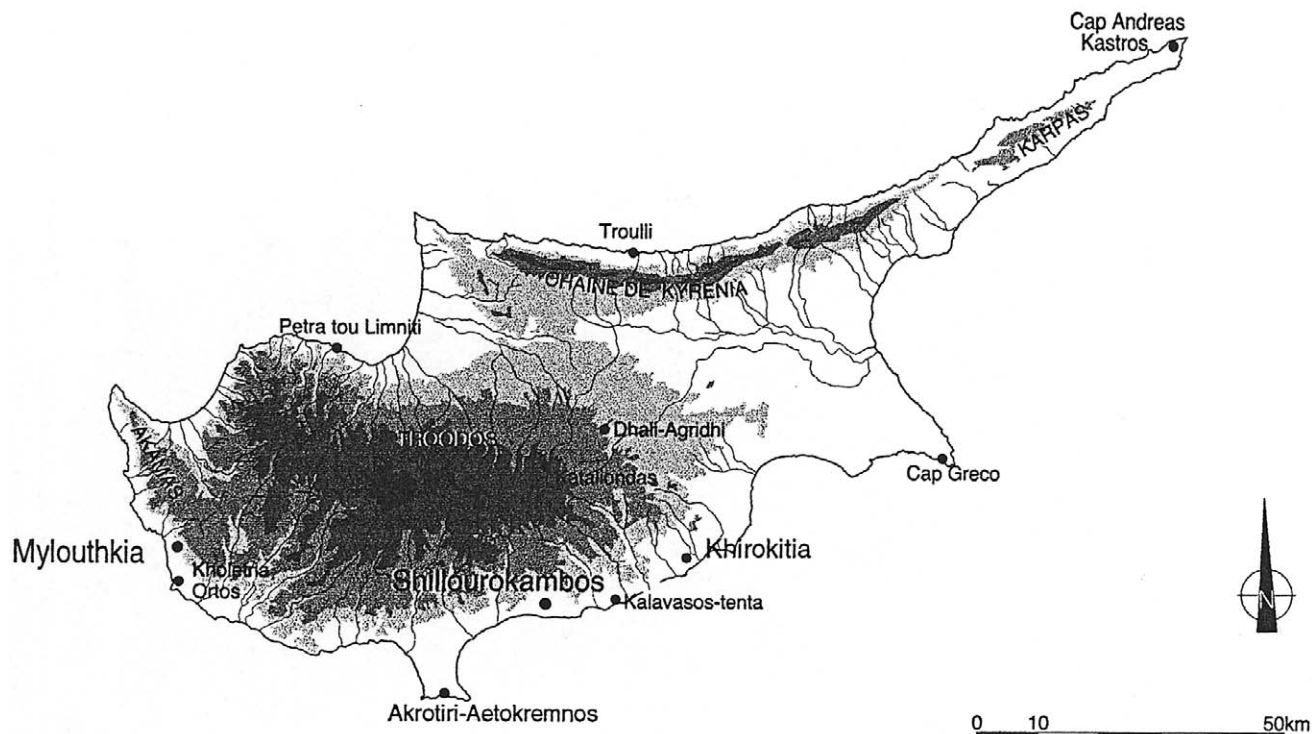 Cap Andreas
Kastros
KARPAS
Troulli
CHAINE DE KYRENIA
Petra tou Limniti
TROODOS
Dhali-Agridhi
AKAMAS
Kataliondas
Cap Greco
Mylouthkia
Khirokitia
Kholetria
Ortos
Shillourokambos
Kalavasos-tenta
N
Akrotiri-Aetokremnos
0 10 50km